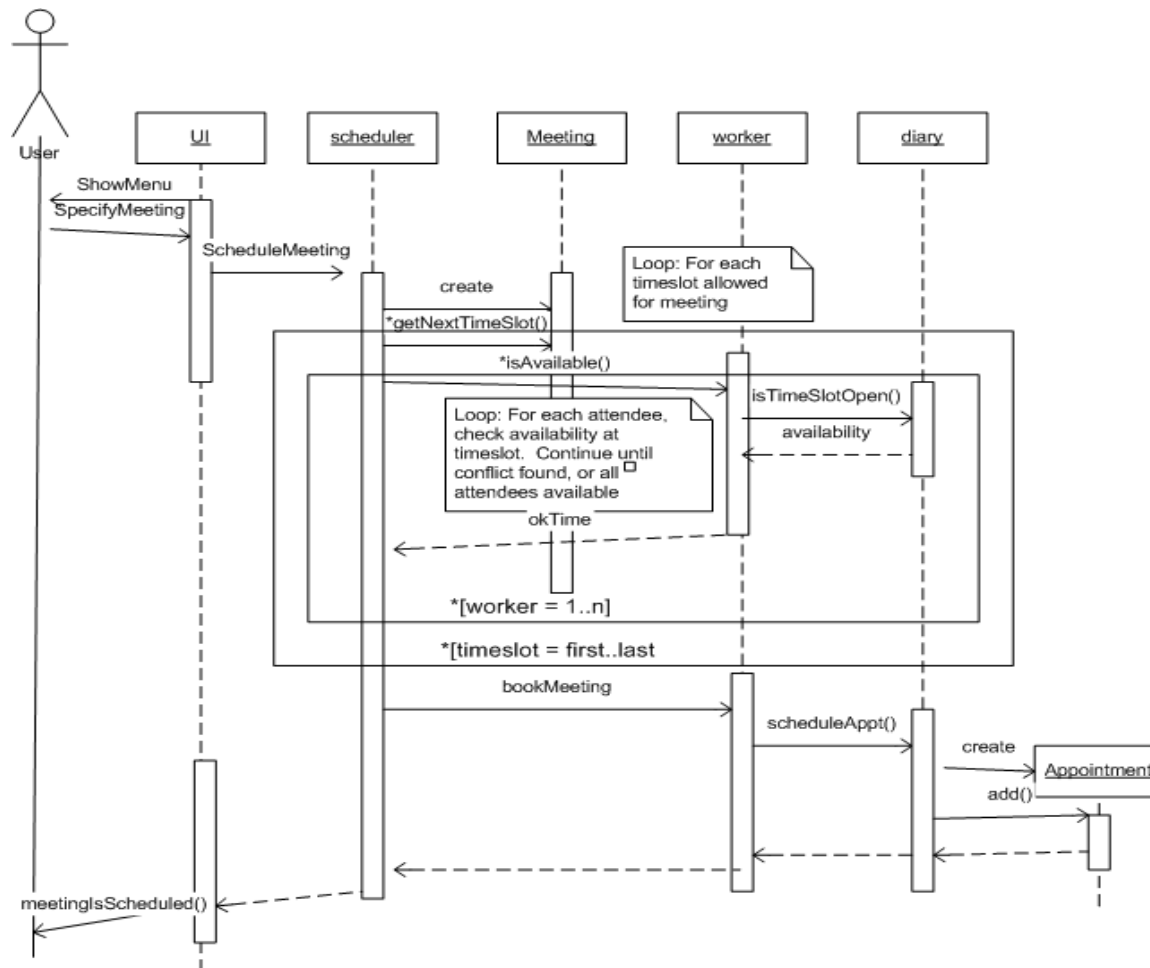 UI
scheduler
Meeting
worker
diary
User
ShowMenu
SpecifyMeeting
ScheduleMeeting
Loop: For each
timeslot allowed
for meeting
create
*getNextTimeSlot()
*isAvailable()
isTimeSlotOpen()
Loop: For each attendee,
check availability at
timeslot. Continue until
conflict found, or all
attendees available
availability
okTime
*[worker = 1..n]
*[timeslot = first..last
bookMeeting
scheduleAppt()
create
Appointment
add()
meetingIsScheduled()